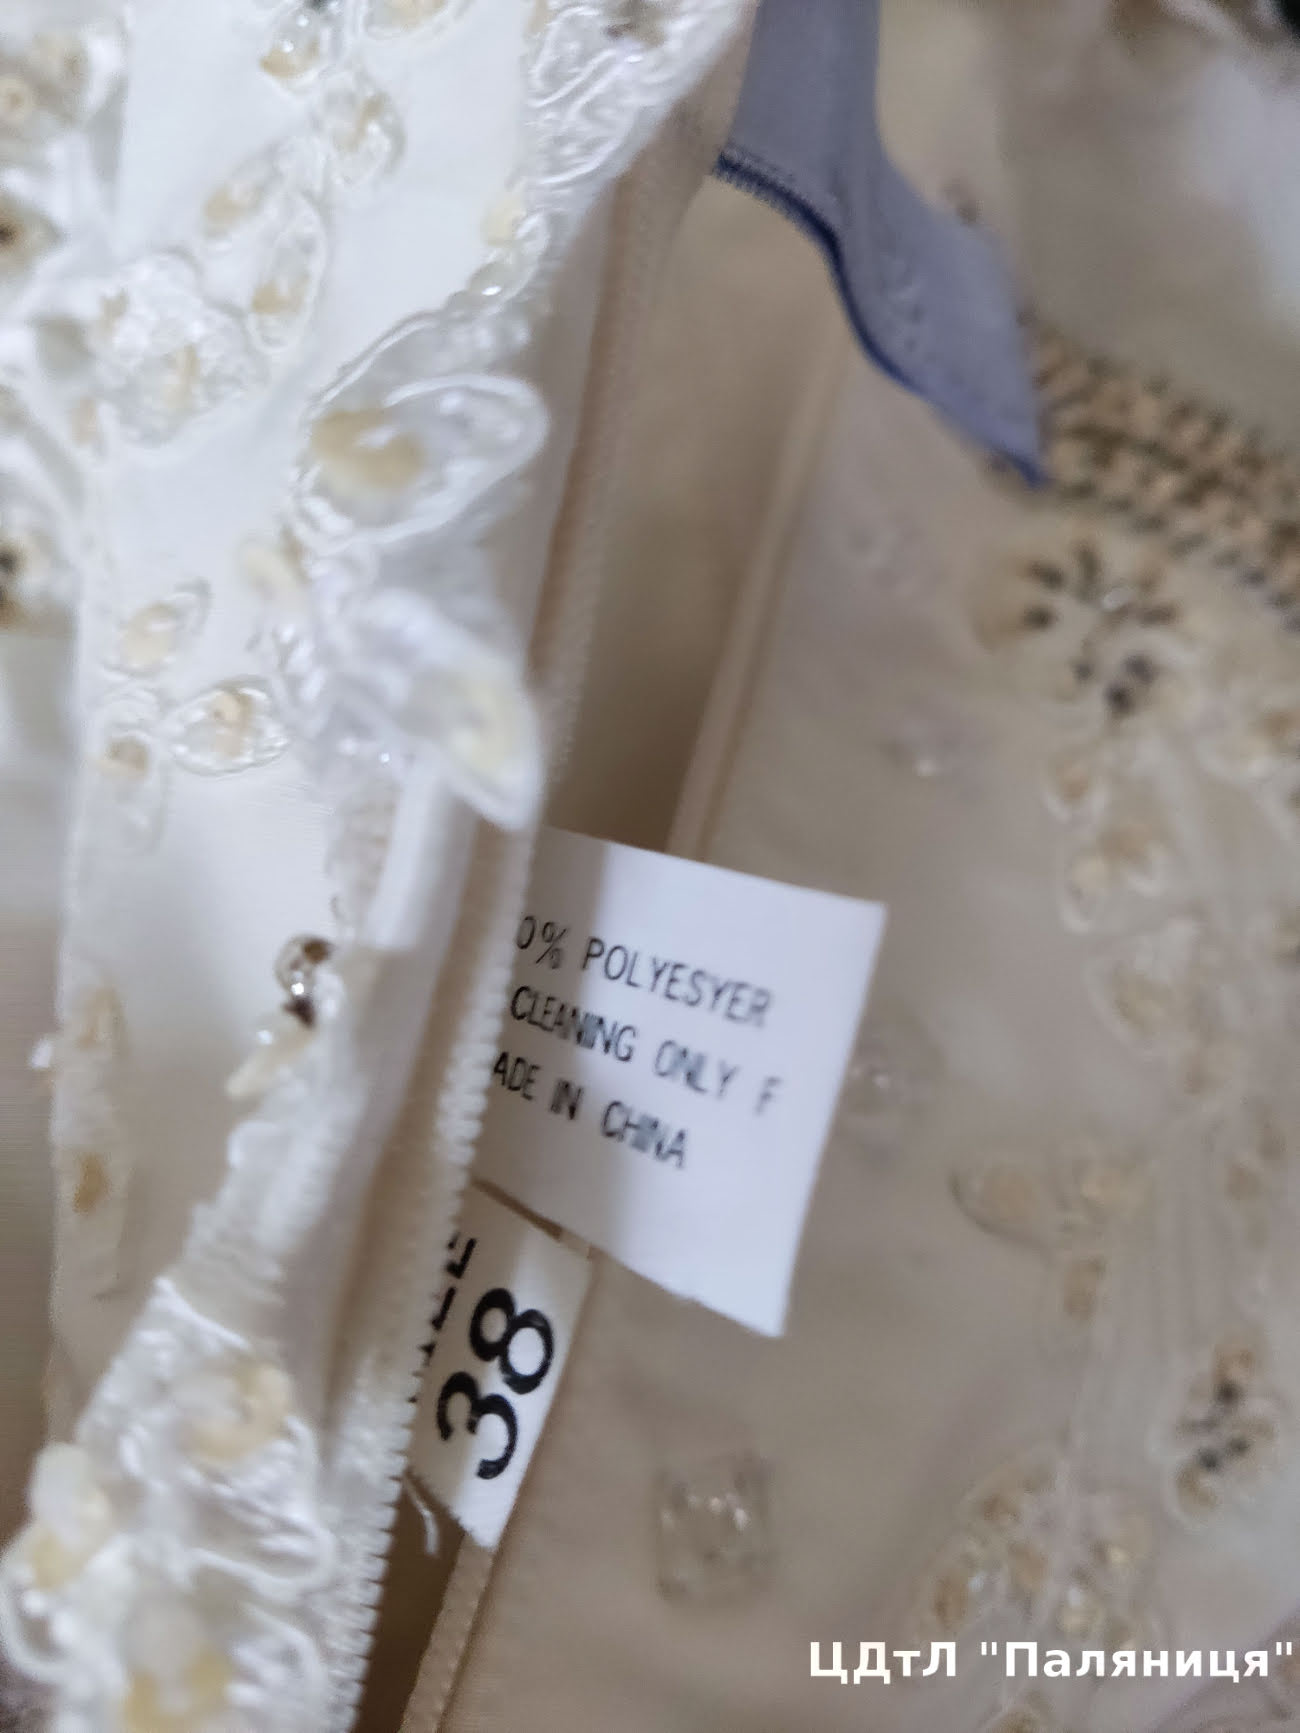 0% POLYESYER
CLEANING ONLY F
ADE IN CHINA
38
ЦДтЛ "Паляниця"